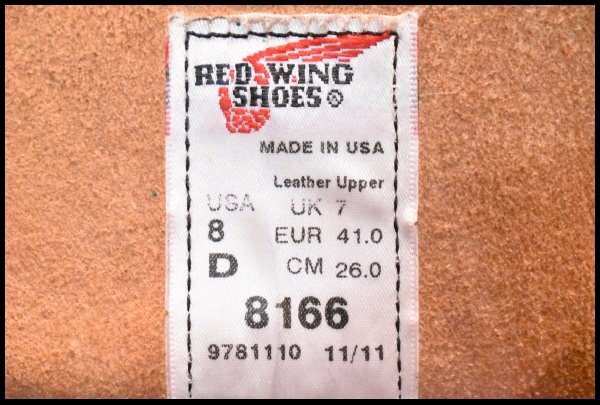 RED WING
SHOES®
MADE IN USA
Leather Upper
USA UK 7
8 EUR 41.0
D CM 26.0
8166
9781110 11/11